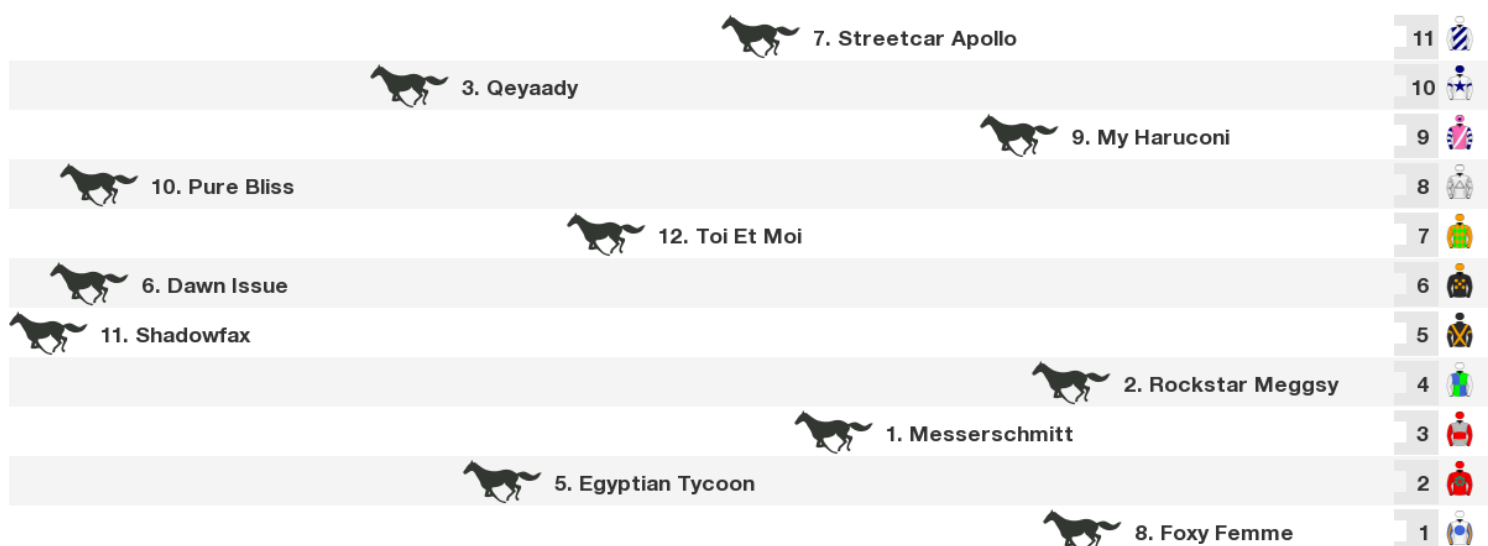 7. Streetcar Apollo 11
3. Qeyaady 10
9. My Haruconi 9
10. Pure Bliss 8
12. Toi Et Moi 7
6. Dawn Issue 6
11. Shadowfax 5
2. Rockstar Meggsy 4
1. Messerschmitt 3
5. Egyptian Tycoon 2
8. Foxy Femme 1